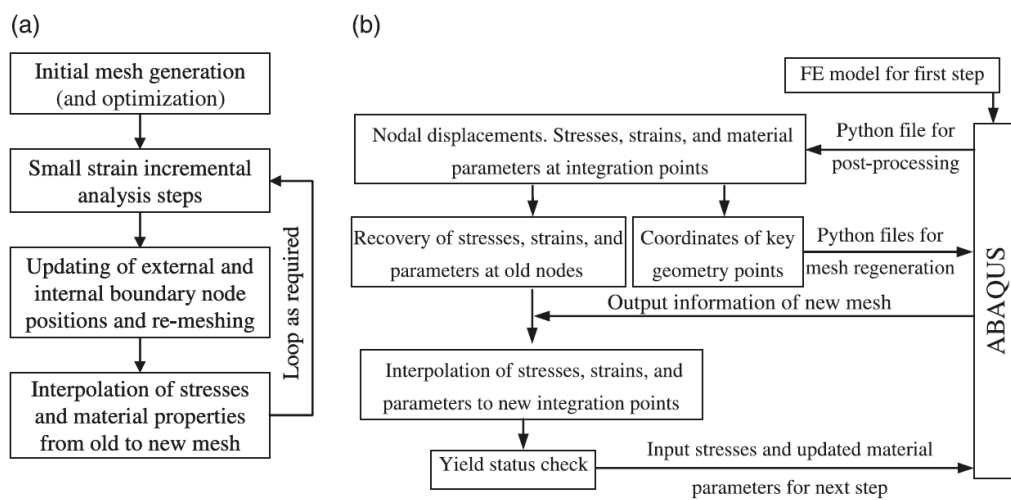 (a)
Initial mesh generation
(and optimization)
Small strain incremental
analysis steps
Updating of external and
internal boundary node
positions and re-meshing
Interpolation of stresses
and material properties
from old to new mesh
Loop as required
(b)
FE model for first step
Nodal displacements. Stresses, strains, and material
parameters at integration points
Python file for
post-processing
Recovery of stresses, strains, and
parameters at old nodes
Coordinates of key
geometry points
Python files for
mesh regeneration
Output information of new mesh
Interpolation of stresses, strains, and
parameters to new integration points
Yield status check
Input stresses and updated material
parameters for next step
ABAQUS